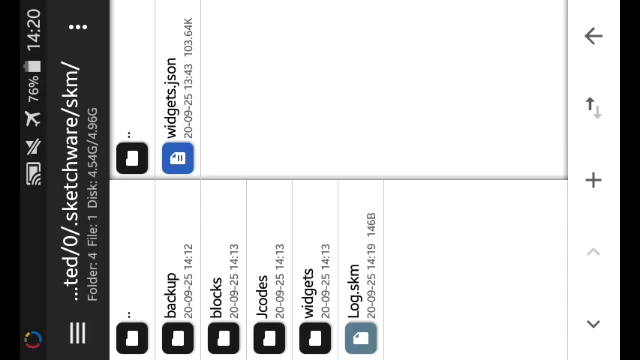 76% 14:20
...ted/0/.sketchware/skm/
Folder: 4 File: 1 Disk: 4.54G/4.96G
..
backup
20-09-25 14:12
blocks
20-09-25 14:13
Jcodes
20-09-25 14:13
widgets
20-09-25 14:13
Log.skm
20-09-25 14:19 146B
..
widgets.json
20-09-25 13:43 103.64K